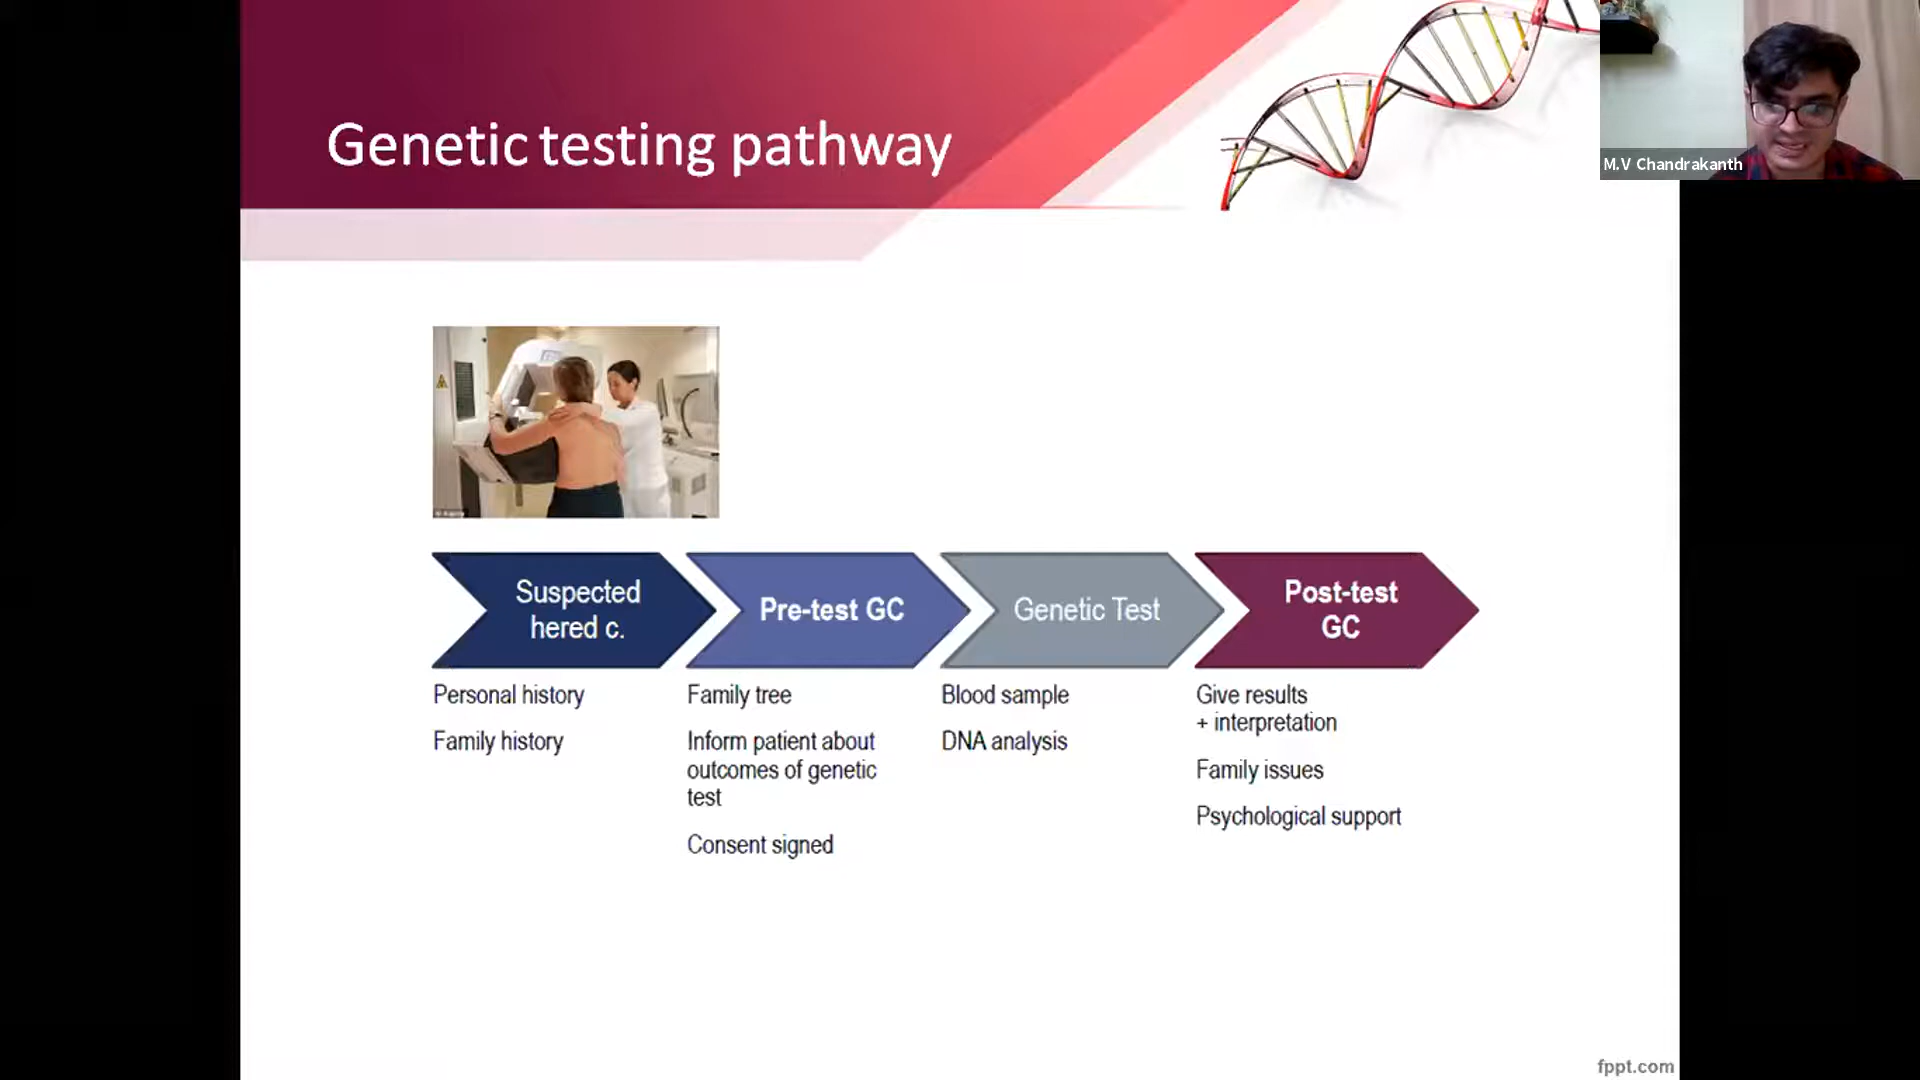 Genetic testing pathway
M.V Chandrakanth
Suspected
hered c.
Personal history
Family history
Pre-test GC
Family tree
Inform patient about
outcomes of genetic
test
Consent signed
Genetic Test
Blood sample
DNA analysis
Post-test
GC
Give results
+ interpretation
Family issues
Psychological support
fppt.com